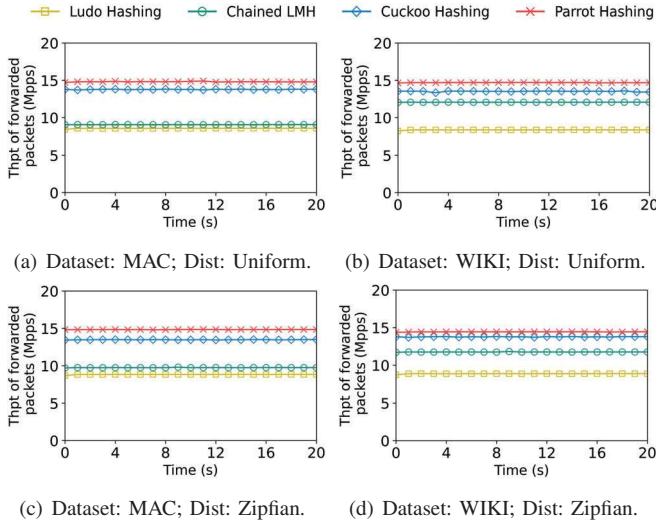 Ludo Hashing Chained LMH Cuckoo Hashing Parrot Hashing
Thpt of forwarded
packets (Mpps)
20
15
10
5
0
0 4 8 12 16 20
Time (s)
Thpt of forwarded
packets (Mpps)
20
15
10
5
0
0 4 8 12 16 20
Time (s)
(a) Dataset: MAC; Dist: Uniform.
(b) Dataset: WIKI; Dist: Uniform.
Thpt of forwarded
packets (Mpps)
20
15
10
5
0
0 4 8 12 16 20
Time (s)
Thpt of forwarded
packets (Mpps)
20
15
10
5
0
0 4 8 12 16 20
Time (s)
(c) Dataset: MAC; Dist: Zipfian.
(d) Dataset: WIKI; Dist: Zipfian.